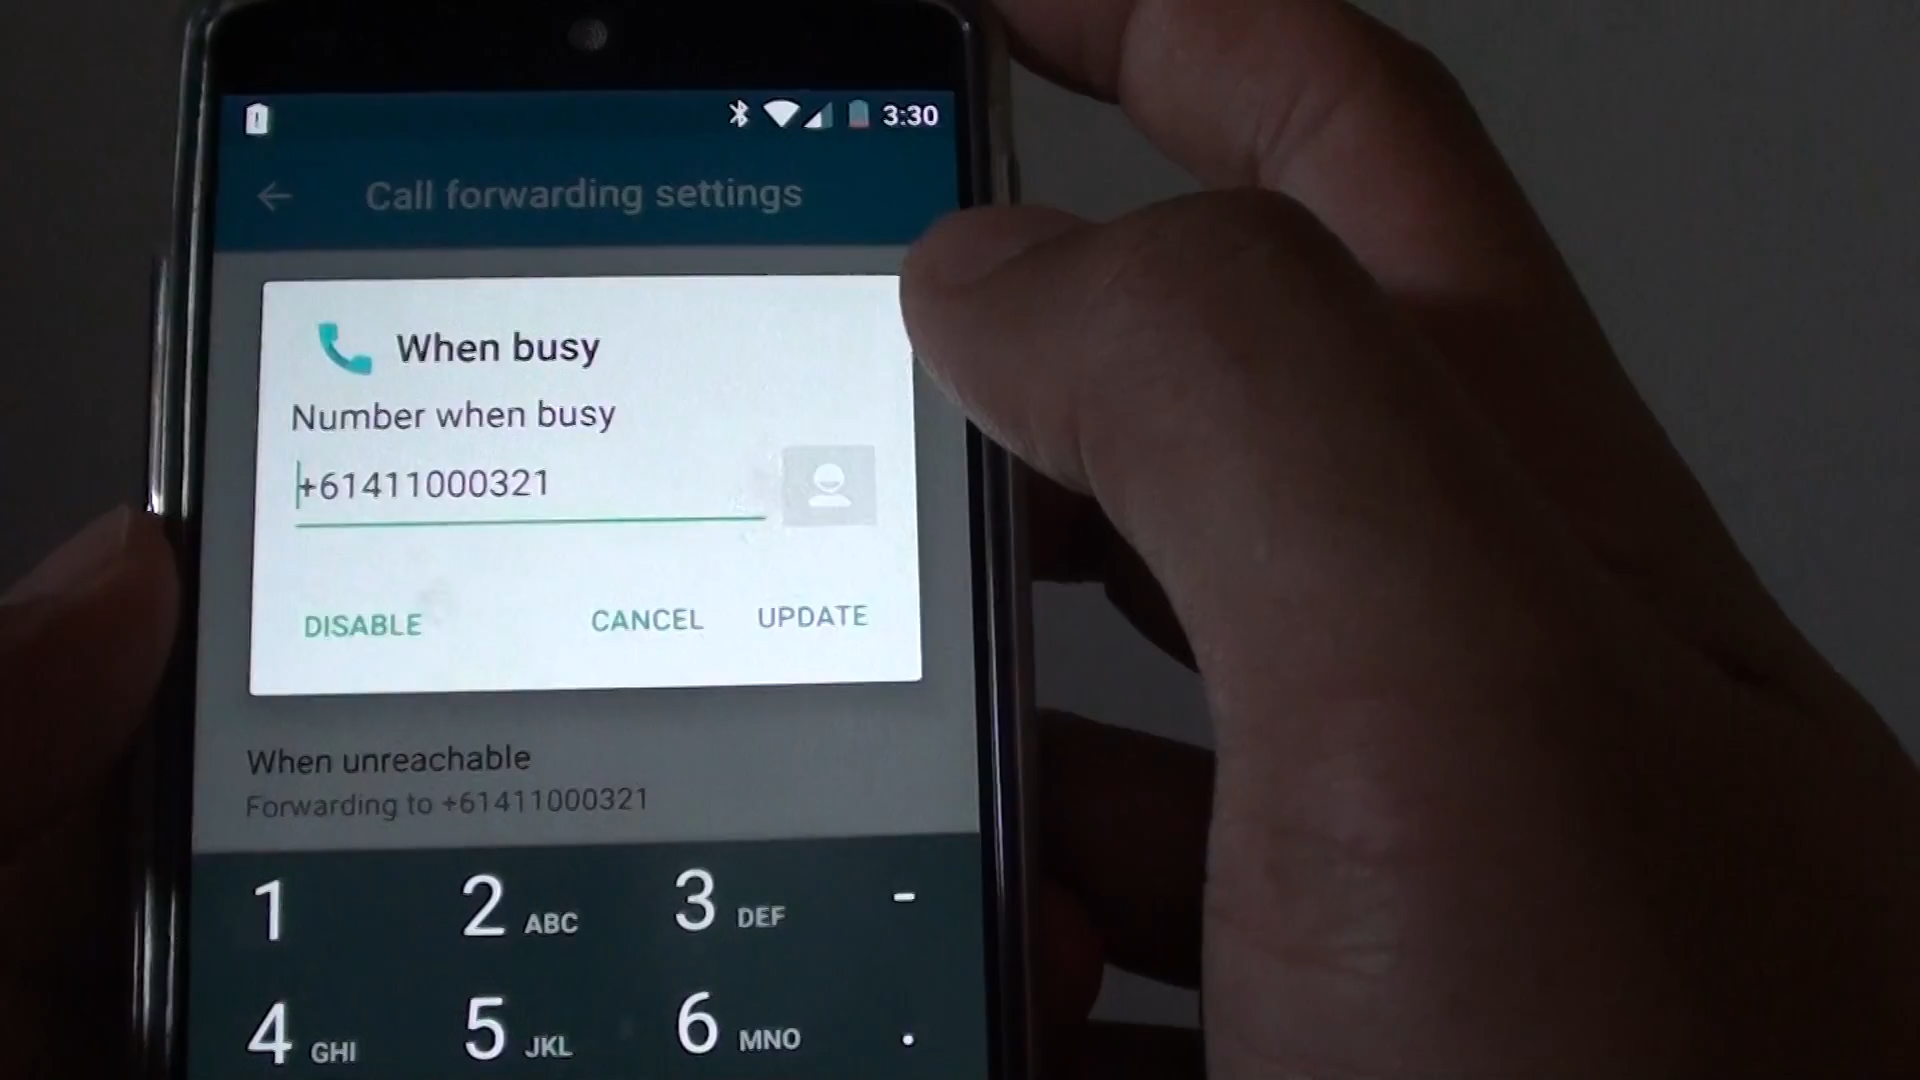 3:30
Call forwarding settings
When busy
Number when busy
+61411000321
DISABLE CANCEL UPDATE
When unreachable
Forwarding to +61411000321
1 2 ABC 3 DEF -
4 GHI 5 JKL 6 MNO .